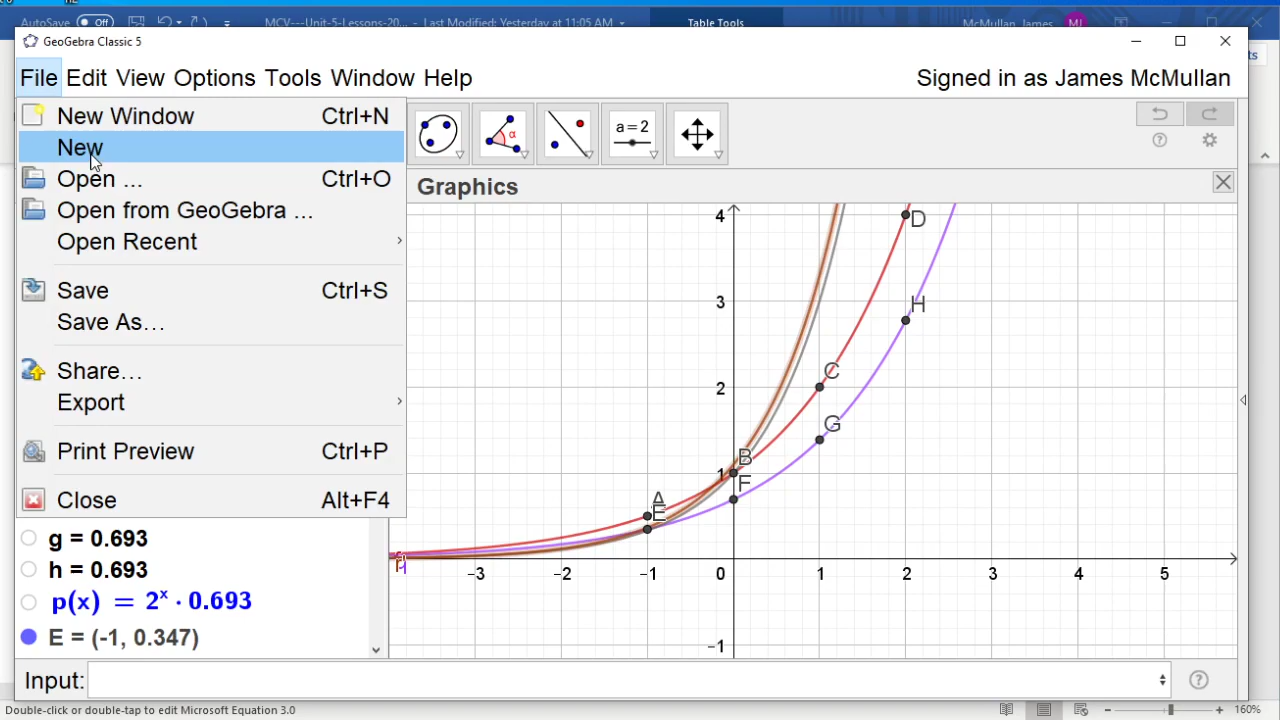 AutoSave Off MCV---Unit-5-Lessons-20... - Last Modified: Yesterday at 11:05 AM Table Tools McMullan, James MJ
GeoGebra Classic 5
File Edit View Options Tools Window Help Signed in as James McMullan
New Window Ctrl+N
New
Open ... Ctrl+O
Open from GeoGebra ...
Open Recent
Save Ctrl+S
Save As...
Share...
Export
Print Preview Ctrl+P
Close Alt+F4
α
a=2
Graphics
4
D
3
H
2
C
G
1
B
F
A
E
-3 -2 -1 0 1 2 3 4 5
-1
g = 0.693
h = 0.693
p(x) = 2ˣ · 0.693
E = (-1, 0.347)
Input:
Double-click or double-tap to edit Microsoft Equation 3.0 160%